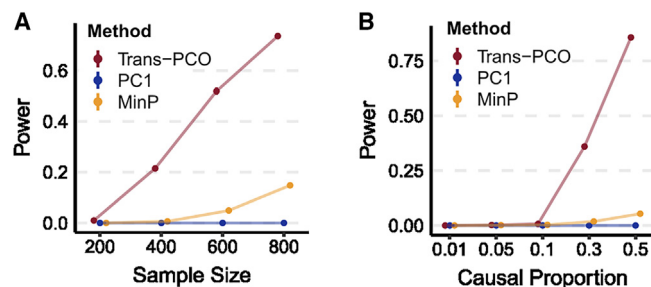 A
Method
Trans-PCO
PC1
MinP
Power
0.6
0.4
0.2
0.0
200 400 600 800
Sample Size
B
Method
Trans-PCO
PC1
MinP
Power
0.75
0.50
0.25
0.00
0.01 0.05 0.1 0.3 0.5
Causal Proportion